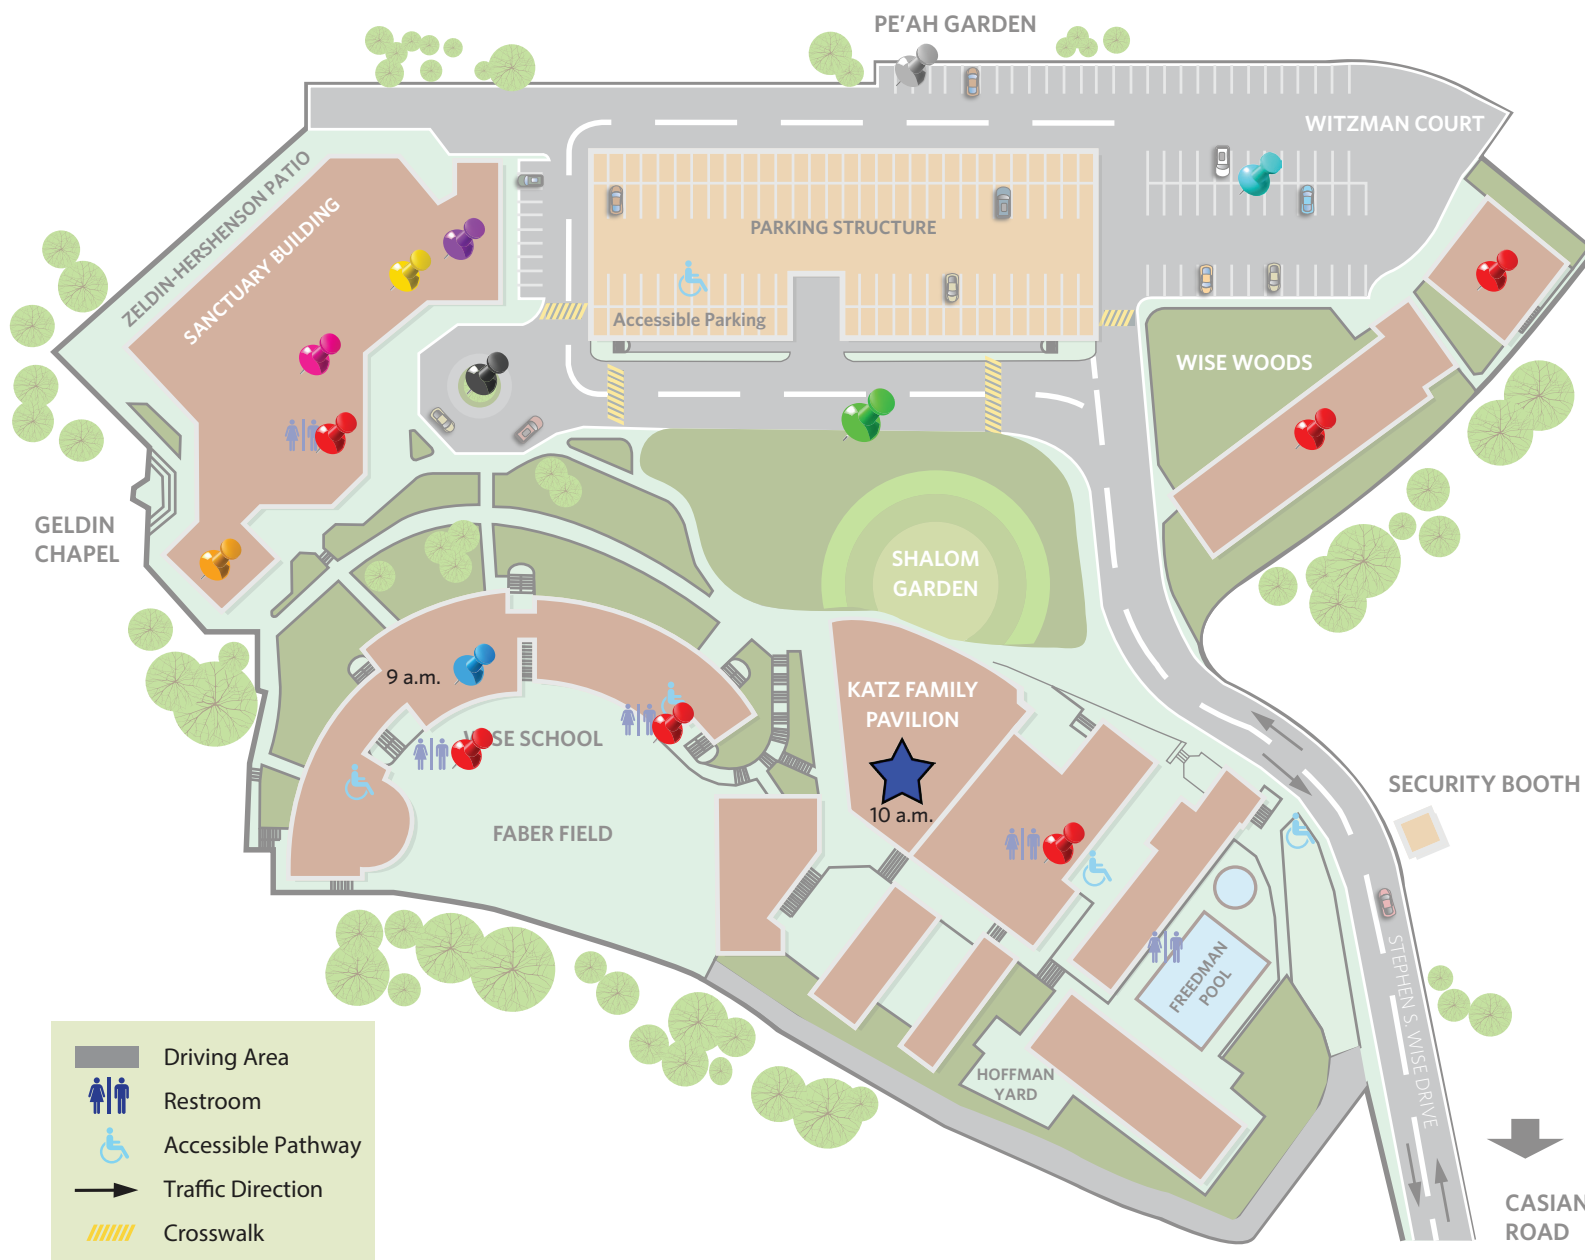 PE'AH GARDEN
WITZMAN COURT
ZELDIN-HERSHENSON PATIO
SANCTUARY BUILDING
PARKING STRUCTURE
Accessible Parking
WISE WOODS
GELDIN
CHAPEL
SHALOM
GARDEN
9 a.m.
KATZ FAMILY
PAVILION
10 a.m.
WISE SCHOOL
FABER FIELD
SECURITY BOOTH
FREEDMAN
POOL
STEPHEN S. WISE DRIVE
HOFFMAN
YARD
CASIAN
ROAD
Driving Area
Restroom
Accessible Pathway
Traffic Direction
Crosswalk